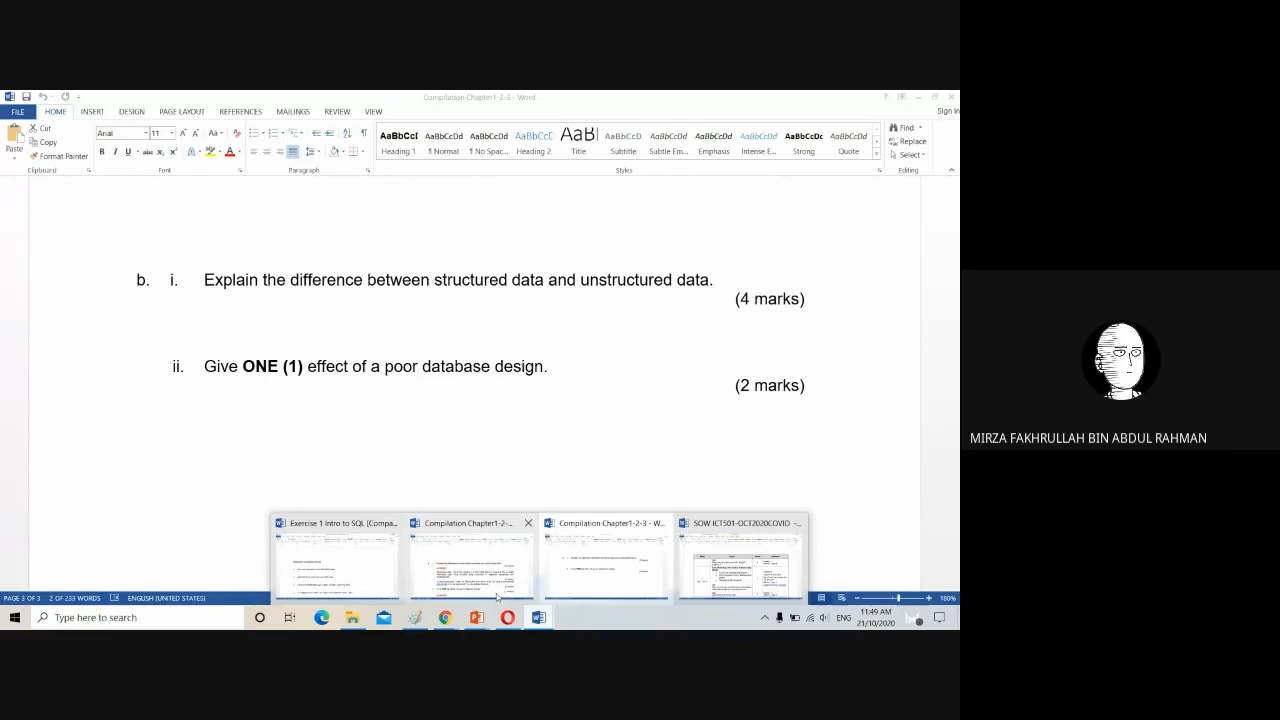 Compilation Chapter1-2-3 - Word
Sign in
FILE HOME INSERT DESIGN PAGE LAYOUT REFERENCES MAILINGS REVIEW VIEW
Paste
Cut
Copy
Format Painter
Clipboard
Arial 11
Font
Paragraph
AaBbCcI AaBbCcDd AaBbCcDd AaBbCcD AaBl AaBbCcD AaBbCcDd AaBbCcDd AaBbCcDd AaBbCcDc AaBbCcDd
Heading 1 ¶ Normal ¶ No Spac... Heading 2 Title Subtitle Subtle Em... Emphasis Intense E... Strong Quote
Styles
Find
Replace
Select
Editing
b. i. Explain the difference between structured data and unstructured data.
(4 marks)
ii. Give ONE (1) effect of a poor database design.
(2 marks)
MIRZA FAKHRULLAH BIN ABDUL RAHMAN
Exercise 1 Intro to SQL (Compa... Compilation Chapter1-2-... Compilation Chapter1-2-3 - W... SOW ICT501-OCT2020COVID -...
PAGE 3 OF 3 2 OF 233 WORDS ENGLISH (UNITED STATES) 180%
Type here to search
ENG
11:49 AM
21/10/2020